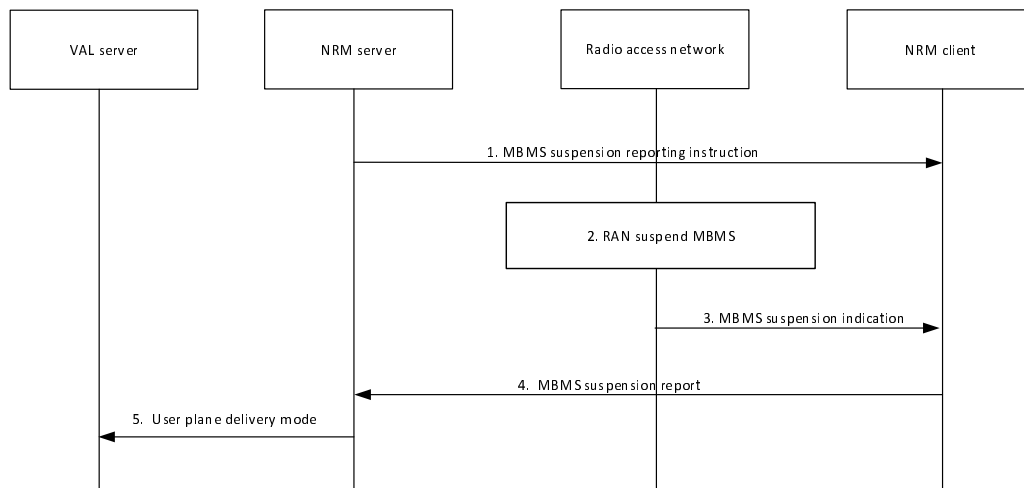 VAL server
NRM server
Radio access network
NRM client
1. MBMS suspension reporting instruction
2. RAN suspend MBMS
3. MBMS suspension indication
4. MBMS suspension report
5. User plane delivery mode